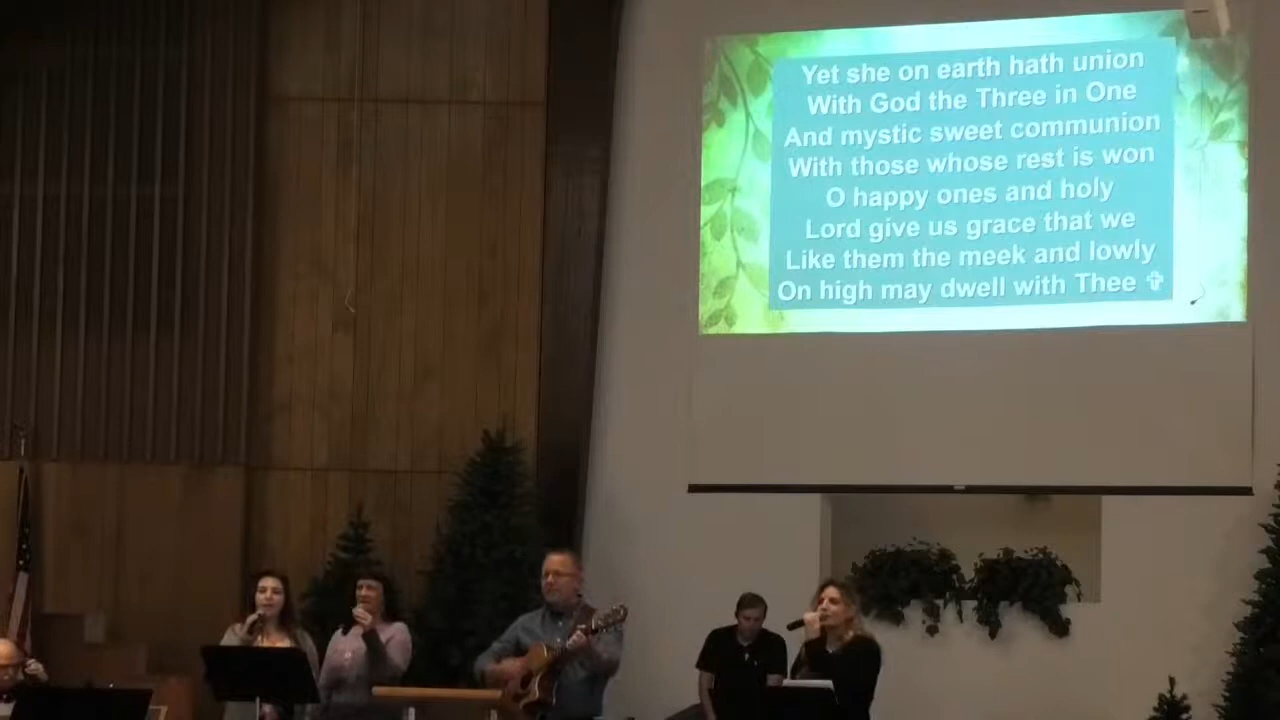 Yet she on earth hath union
With God the Three in One
And mystic sweet communion
With those whose rest is won
O happy ones and holy
Lord give us grace that we
Like them the meek and lowly
On high may dwell with Thee ✞